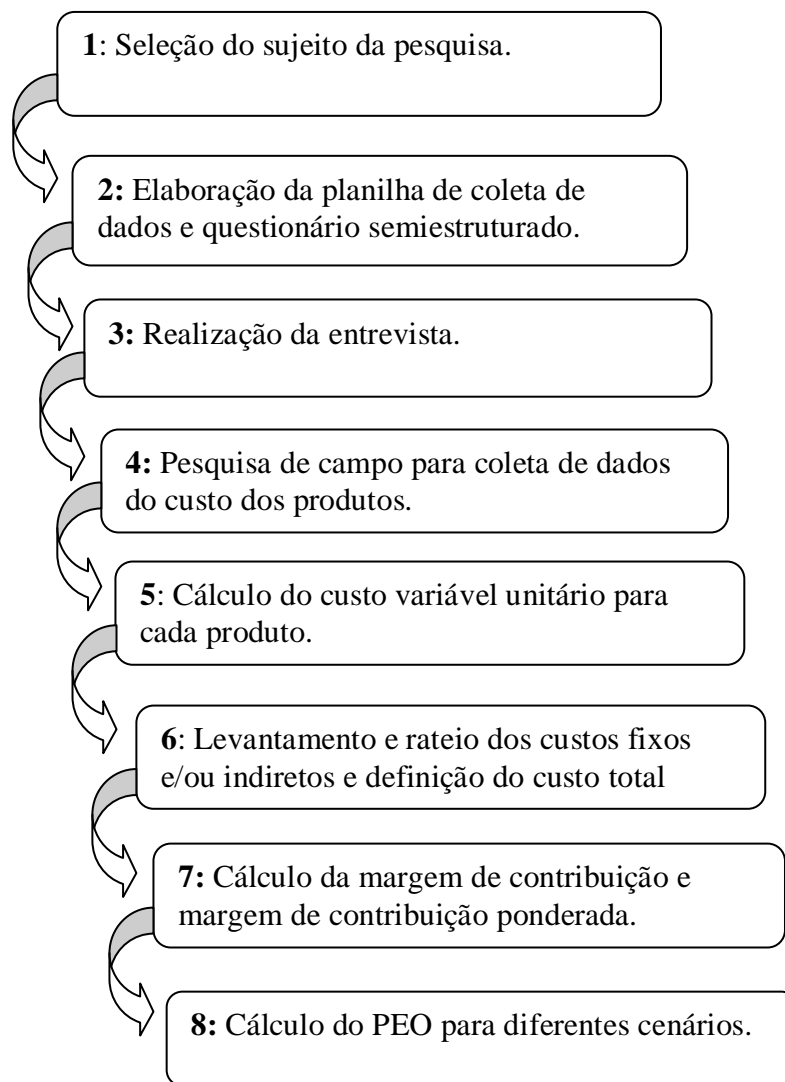 1: Seleção do sujeito da pesquisa.
2: Elaboração da planilha de coleta de
dados e questionário semiestruturado.
3: Realização da entrevista.
4: Pesquisa de campo para coleta de dados
do custo dos produtos.
5: Cálculo do custo variável unitário para
cada produto.
6: Levantamento e rateio dos custos fixos
e/ou indiretos e definição do custo total
7: Cálculo da margem de contribuição e
margem de contribuição ponderada.
8: Cálculo do PEO para diferentes cenários.